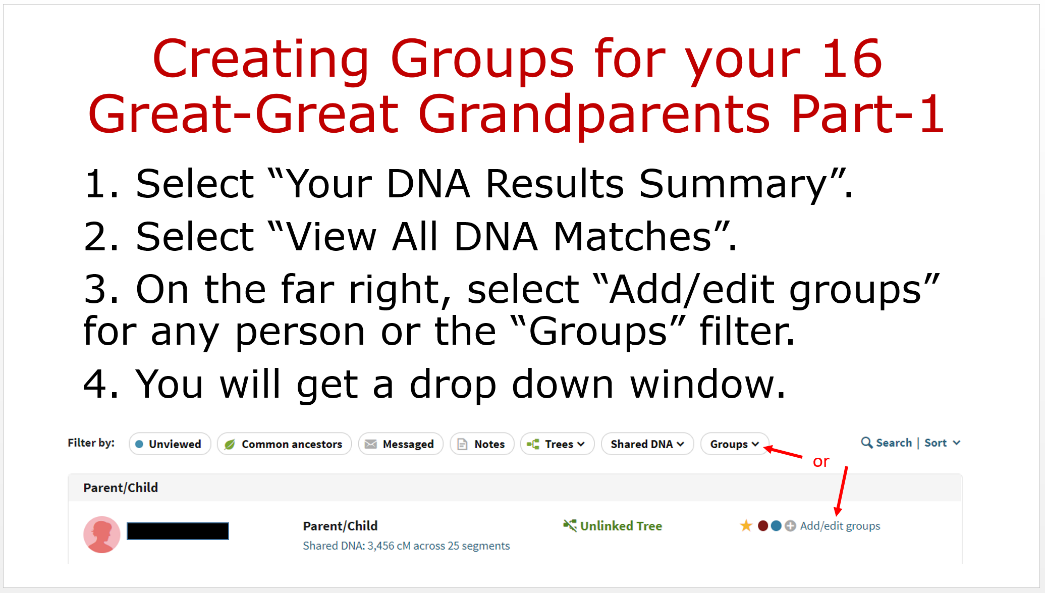 Creating Groups for your 16
Great-Great Grandparents Part-1
1. Select “Your DNA Results Summary”.
2. Select “View All DNA Matches”.
3. On the far right, select “Add/edit groups”
for any person or the “Groups” filter.
4. You will get a drop down window.
Filter by: Unviewed Common ancestors Messaged Notes Trees Shared DNA Groups Search | Sort
or
Parent/Child
Parent/Child Unlinked Tree Add/edit groups
Shared DNA: 3,456 cM across 25 segments